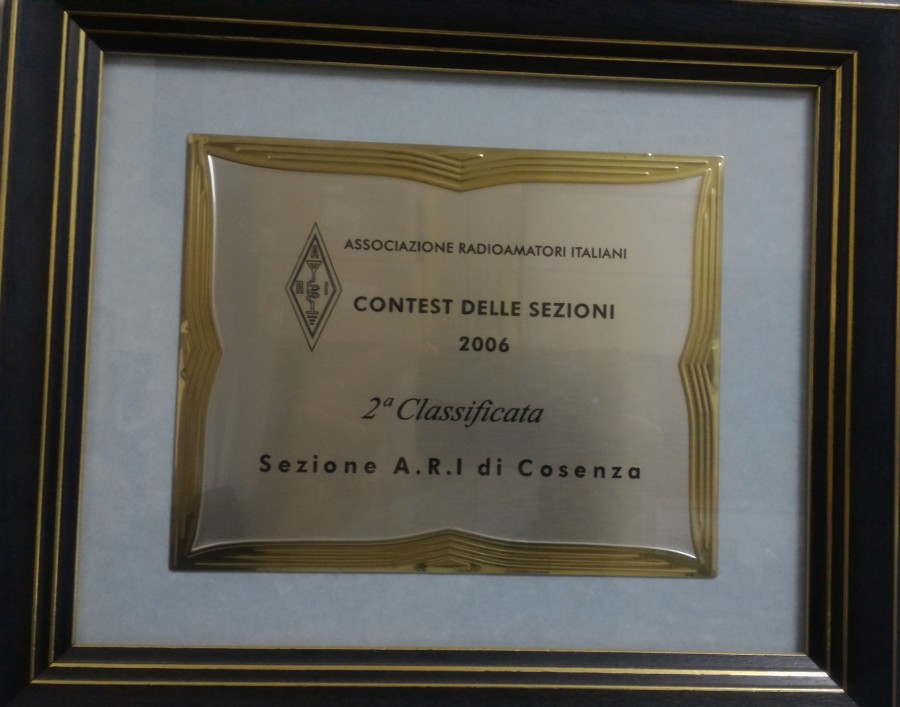 ASSOCIAZIONE RADIOAMATORI ITALIANI
A
R I
CONTEST DELLE SEZIONI
2006
2ª Classificata
Sezione A.R.I di Cosenza